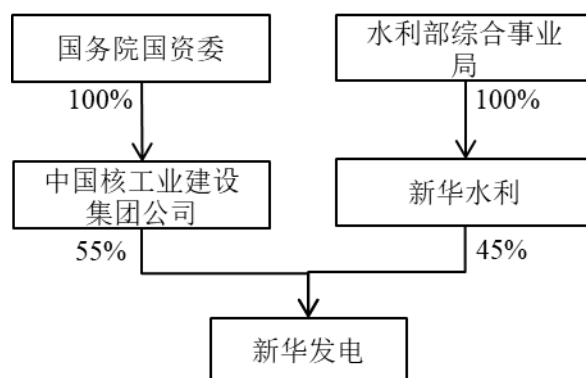 国务院国资委
水利部综合事业
局
100%
100%
中国核工业建设
集团公司
新华水利
55%
45%
新华发电